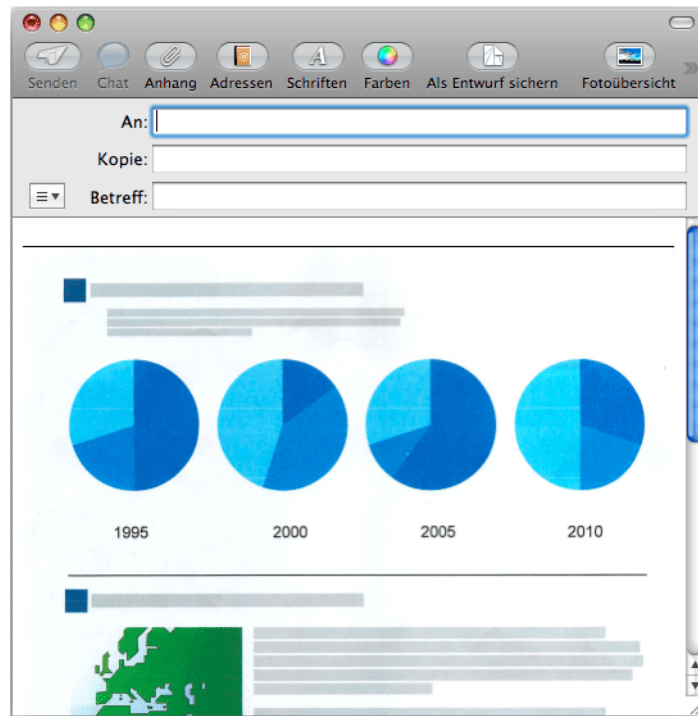 Senden Chat Anhang Adressen Schriften Farben Als Entwurf sichern Fotoübersicht
An:
Kopie:
Betreff:
1995 2000 2005 2010